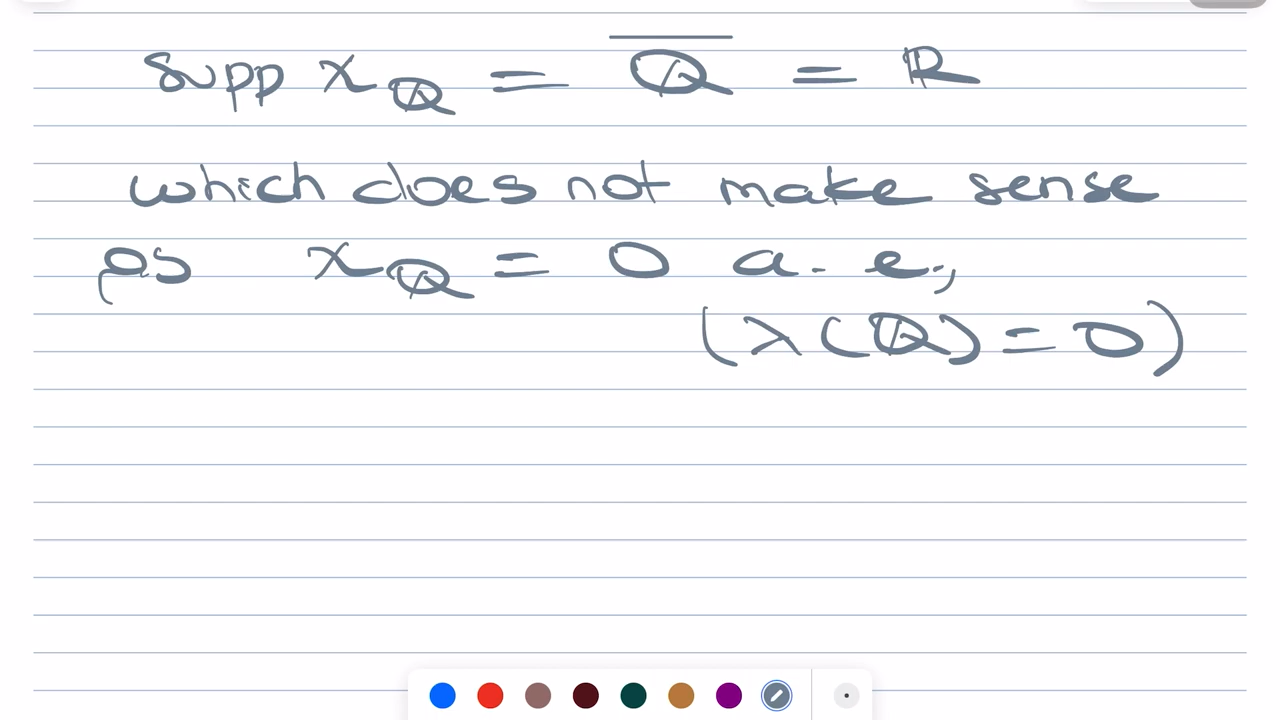 supp χ_ℚ = \overline{ℚ} = ℝ
which does not make sense
as χ_ℚ = 0 a.e.,
(λ(ℚ) = 0)